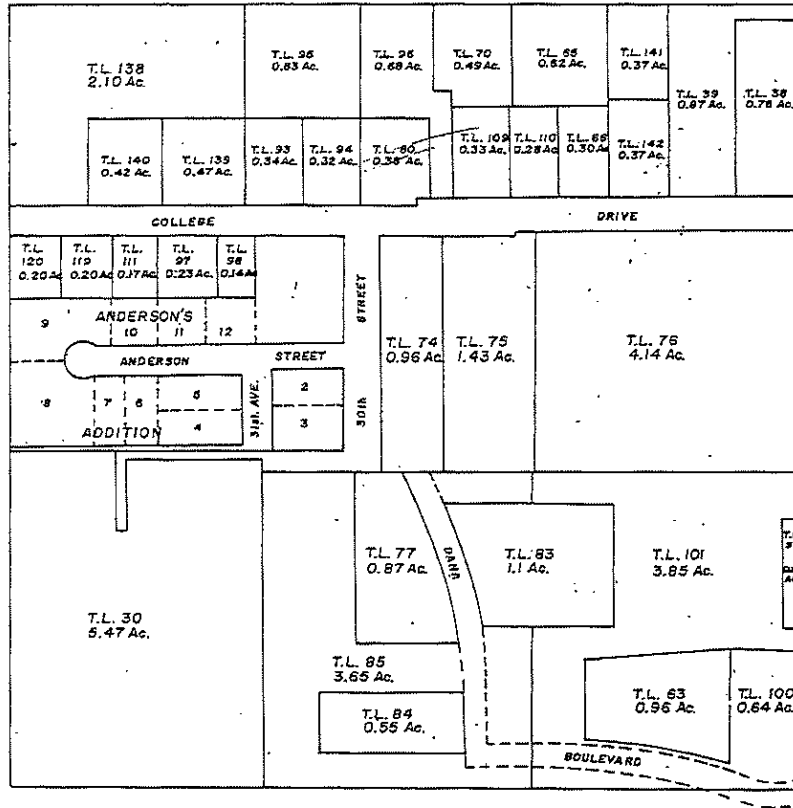 T.L. 138
2.10 Ac.
T.L. 95
0.83 Ac.
T.L. 96
0.68 Ac.
T.L. 70
0.49 Ac.
T.L. 65
0.62 Ac.
T.L. 141
0.37 Ac.
T.L. 39
0.87 Ac.
T.L. 38
0.78 Ac.
T.L. 140
0.42 Ac.
T.L. 139
0.47 Ac.
T.L. 93
0.34 Ac.
T.L. 94
0.32 Ac.
T.L. 80
0.38 Ac.
T.L. 109
0.33 Ac.
T.L. 110
0.28 Ac.
T.L. 66
0.30 Ac
T.L. 142
0.37 Ac.
COLLEGE DRIVE
T.L.
120
0.20 Ac
T.L.
119
0.20 Ac
T.L.
111
0.17 Ac
T.L.
97
0.23 Ac.
T.L.
98
0.14 Ac
1
STREET
30th
T.L. 74
0.96 Ac.
T.L. 75
1.43 Ac.
T.L. 76
4.14 Ac.
ANDERSON'S
9
10
11
12
ANDERSON STREET
8
7
6
5
4
ADDITION
31st. AVE.
2
3
T.L. 77
0.87 Ac.
DANA
T.L. 83
1.1 Ac.
T.L. 101
3.85 Ac.
T.L. 30
5.47 Ac.
T.L. 85
3.65 Ac.
T.L. 84
0.55 Ac.
T.L. 63
0.96 Ac.
T.L. 100
0.64 Ac.
BOULEVARD